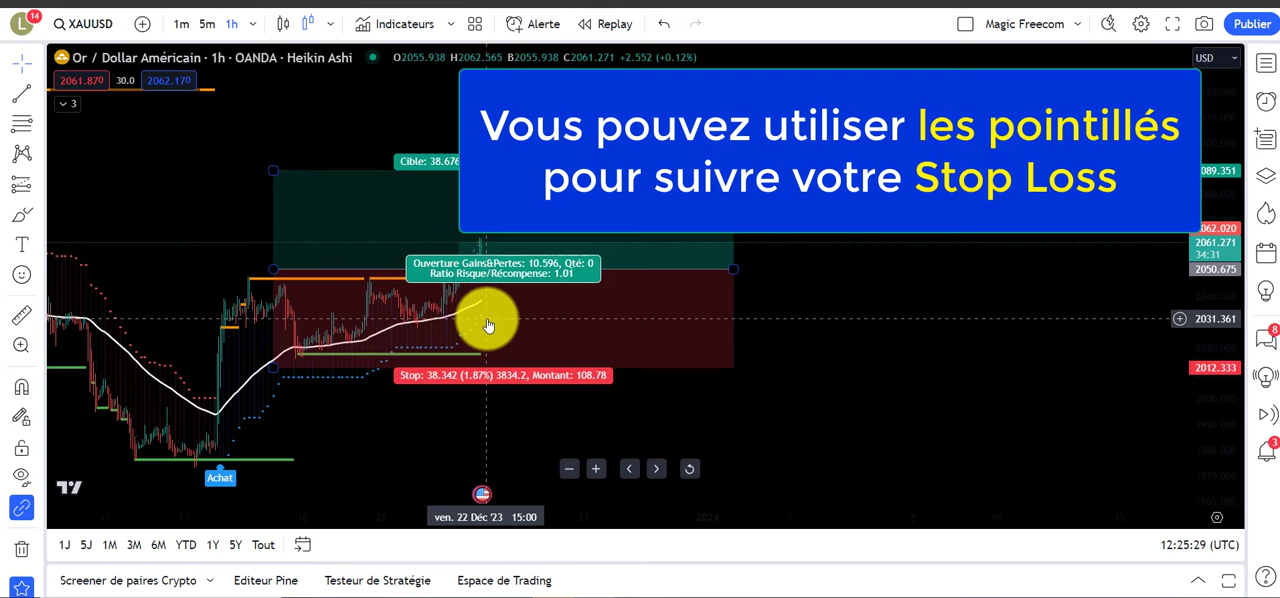 L
14
XAUUSD
1m 5m 1h
Indicateurs
Alerte
Replay
Magic Freecom
Publier
Or / Dollar Américain · 1h · OANDA · Heikin Ashi
O2055.938 H2062.565 B2055.938 C2061.271 +2.552 (+0.12%)
USD
2061.870 30.0 2062.170
3
Vous pouvez utiliser les pointillés
pour suivre votre Stop Loss
Cible: 38.676
2089.351
2062.020
2061.271
34:31
2050.675
Ouverture Gains&Pertes: 10.596, Qté: 0
Ratio Risque/Récompense: 1.01
2031.361
2012.333
Stop: 38.342 (1.87%) 3834.2, Montant: 108.78
8
3
Achat
ven. 22 Déc '23 15:00
2024
1J 5J 1M 3M 6M YTD 1Y 5Y Tout
12:25:29 (UTC)
Screener de paires Crypto
Editeur Pine
Testeur de Stratégie
Espace de Trading